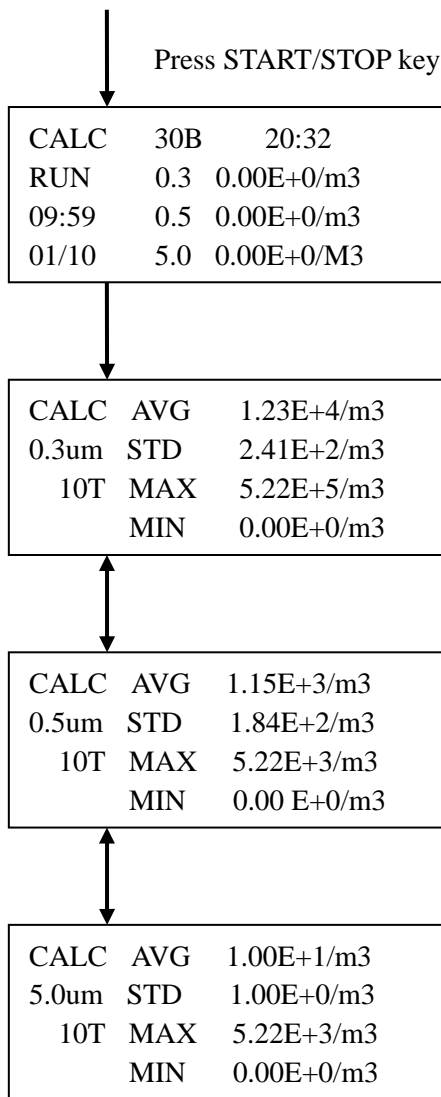 Press START/STOP key
CALC 30B 20:32
RUN 0.3 0.00E+0/m3
09:59 0.5 0.00E+0/m3
01/10 5.0 0.00E+0/M3
CALC AVG 1.23E+4/m3
0.3um STD 2.41E+2/m3
10T MAX 5.22E+5/m3
MIN 0.00E+0/m3
CALC AVG 1.15E+3/m3
0.5um STD 1.84E+2/m3
10T MAX 5.22E+3/m3
MIN 0.00 E+0/m3
CALC AVG 1.00E+1/m3
5.0um STD 1.00E+0/m3
10T MAX 5.22E+3/m3
MIN 0.00E+0/m3